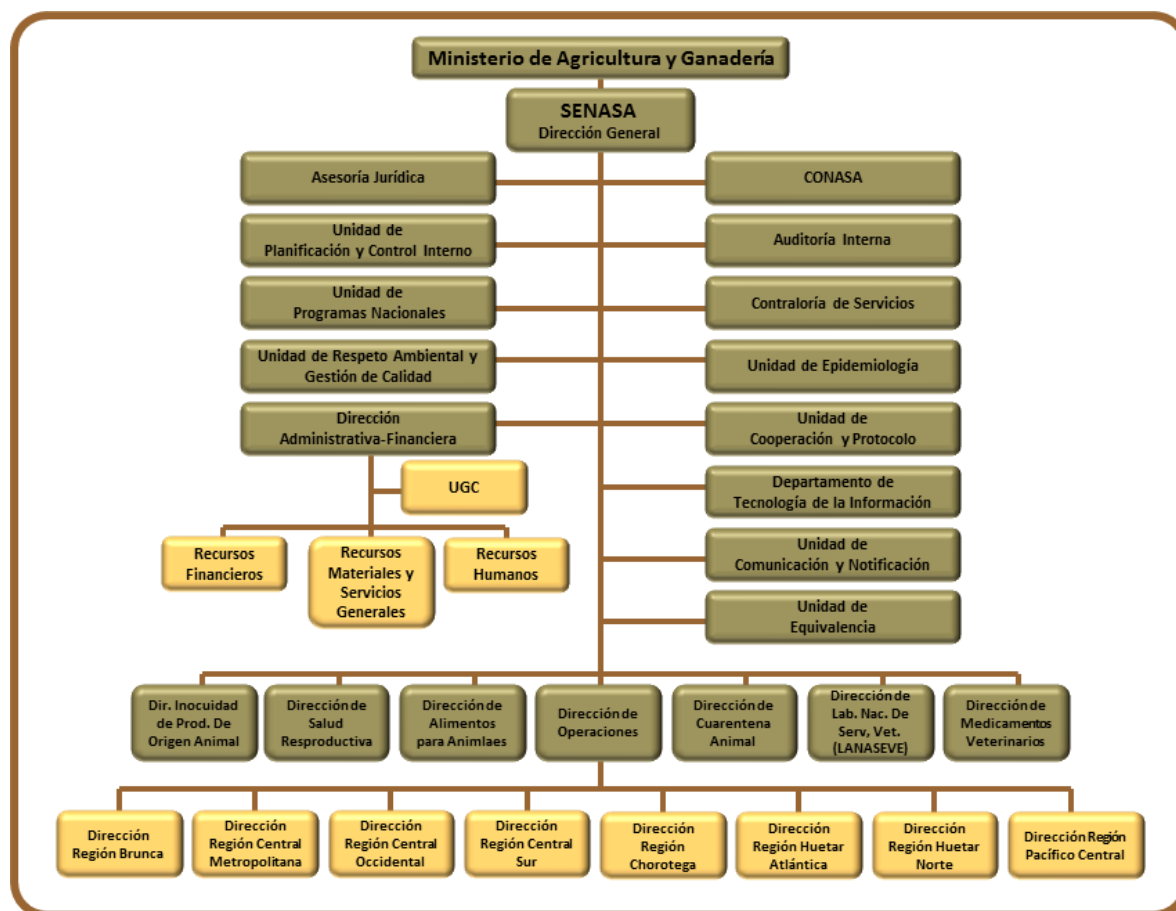 Ministerio de Agricultura y Ganadería
SENASA
Dirección General
Asesoría Jurídica
CONASA
Unidad de
Planificación y Control Interno
Auditoría Interna
Unidad de
Programas Nacionales
Contraloría de Servicios
Unidad de Respeto Ambiental y
Gestión de Calidad
Unidad de Epidemiología
Dirección
Administrativa-Financiera
Unidad de
Cooperación y Protocolo
UGC
Departamento de
Tecnología de la Información
Recursos
Financieros
Recursos
Materiales y
Servicios
Generales
Recursos
Humanos
Unidad de
Comunicación y Notificación
Unidad de
Equivalencia
Dir. Inocuidad
de Prod. De
Origen Animal
Dirección de
Salud
Resproductiva
Dirección de
Alimentos
para Animlaes
Dirección de
Operaciones
Dirección de
Cuarentena
Animal
Dirección de
Lab. Nac. De
Serv, Vet.
(LANASEVE)
Dirección de
Medicamentos
Veterinarios
Dirección
Región Brunca
Dirección
Región Central
Metropolitana
Dirección
Región Central
Occidental
Dirección
Región Central
Sur
Dirección
Región
Chorotega
Dirección
Región Huetar
Atlántica
Dirección
Región Huetar
Norte
Dirección Región
Pacífico Central